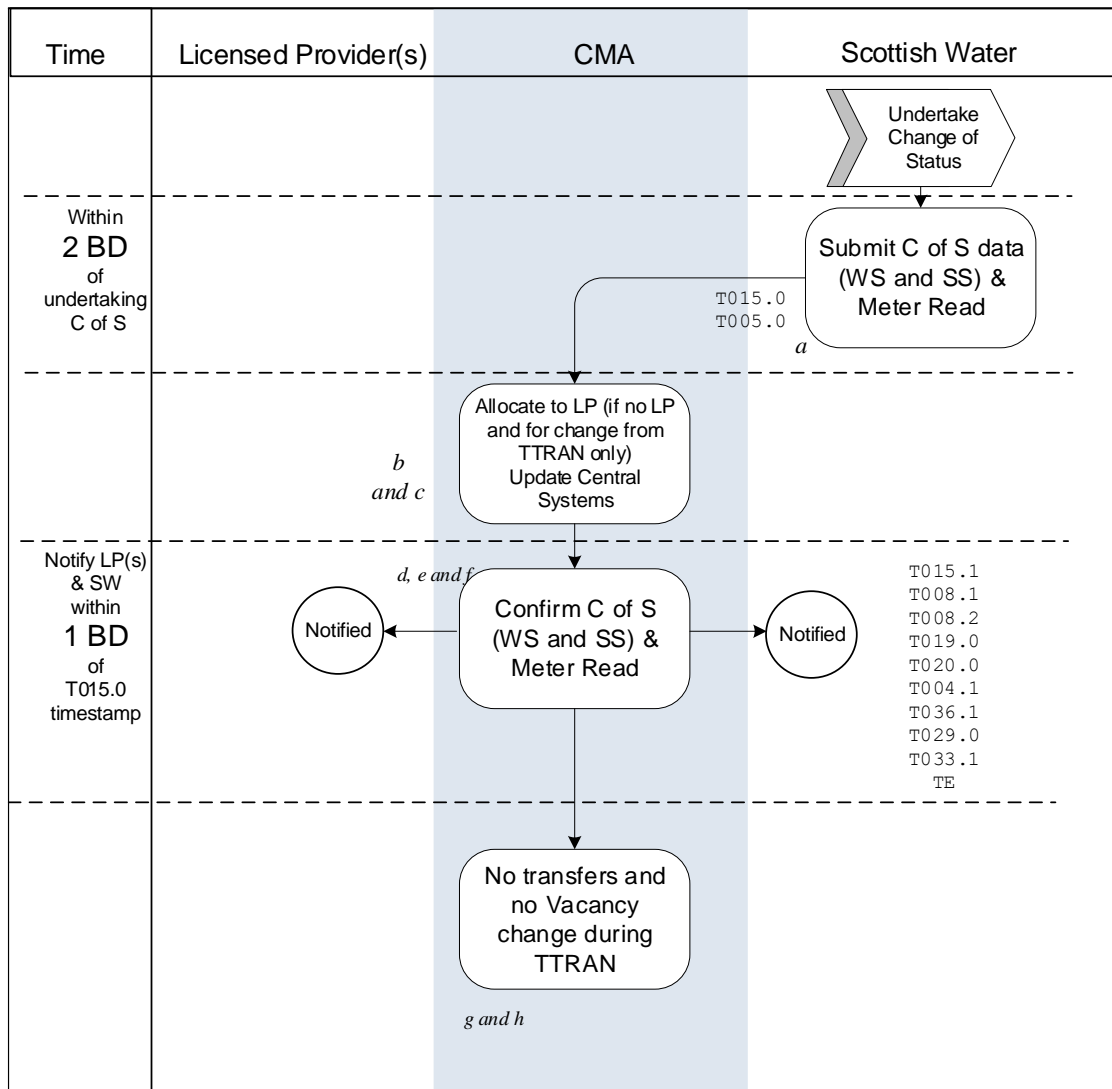 Time
Licensed Provider(s)
CMA
Scottish Water
Undertake
Change of
Status
Within
2 BD
of
undertaking
C of S
Submit C of S data
(WS and SS) &
Meter Read
T015.0
T005.0
a
Allocate to LP (if no LP
and for change from
TTRAN only)
Update Central
Systems
b
and c
Notify LP(s)
& SW
within
1 BD
of
T015.0
timestamp
d, e and f
Notified
Confirm C of S
(WS and SS) &
Meter Read
Notified
T015.1
T008.1
T008.2
T019.0
T020.0
T004.1
T036.1
T029.0
T033.1
TE
No transfers and
no Vacancy
change during
TTRAN
g and h